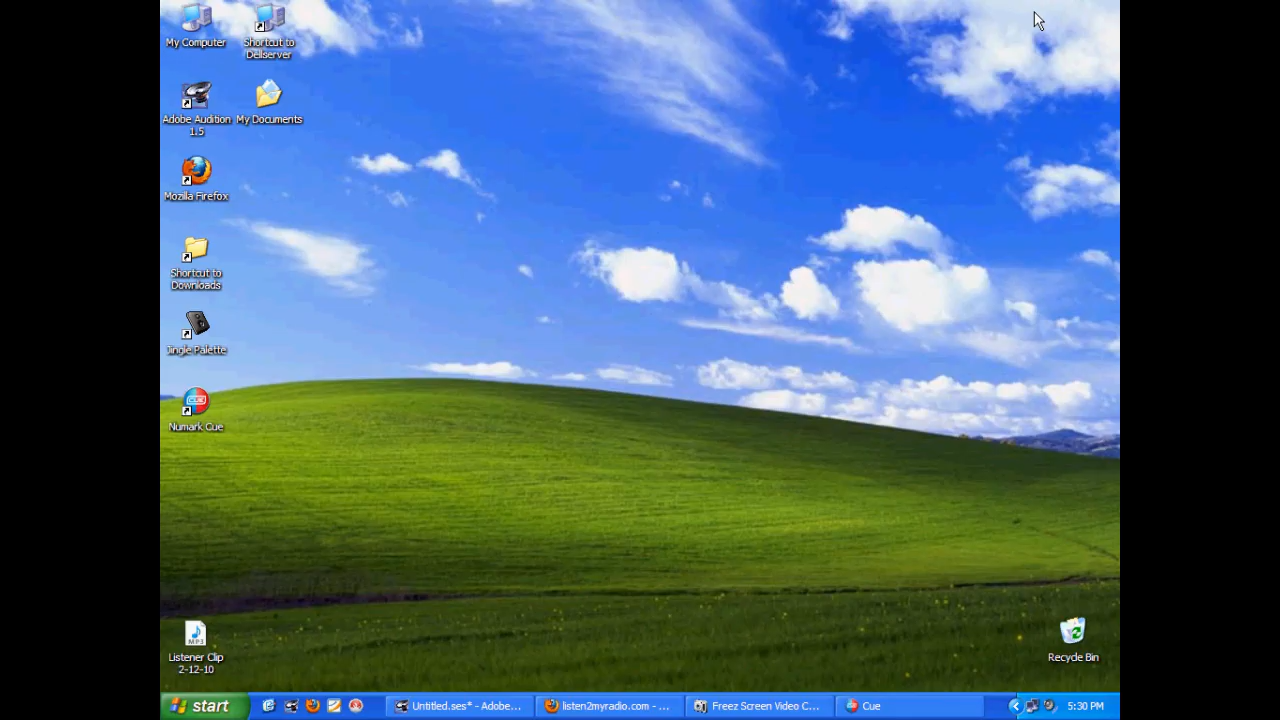 My Computer
Shortcut to
Dellserver
Adobe Audition
1.5
My Documents
Mozilla Firefox
Shortcut to
Downloads
Jingle Palette
CUE
Numark Cue
MP3
Listener Clip
2-12-10
Recycle Bin
start
Untitled.ses* - Adobe...
listen2myradio.com - ...
Freez Screen Video C...
Cue
5:30 PM